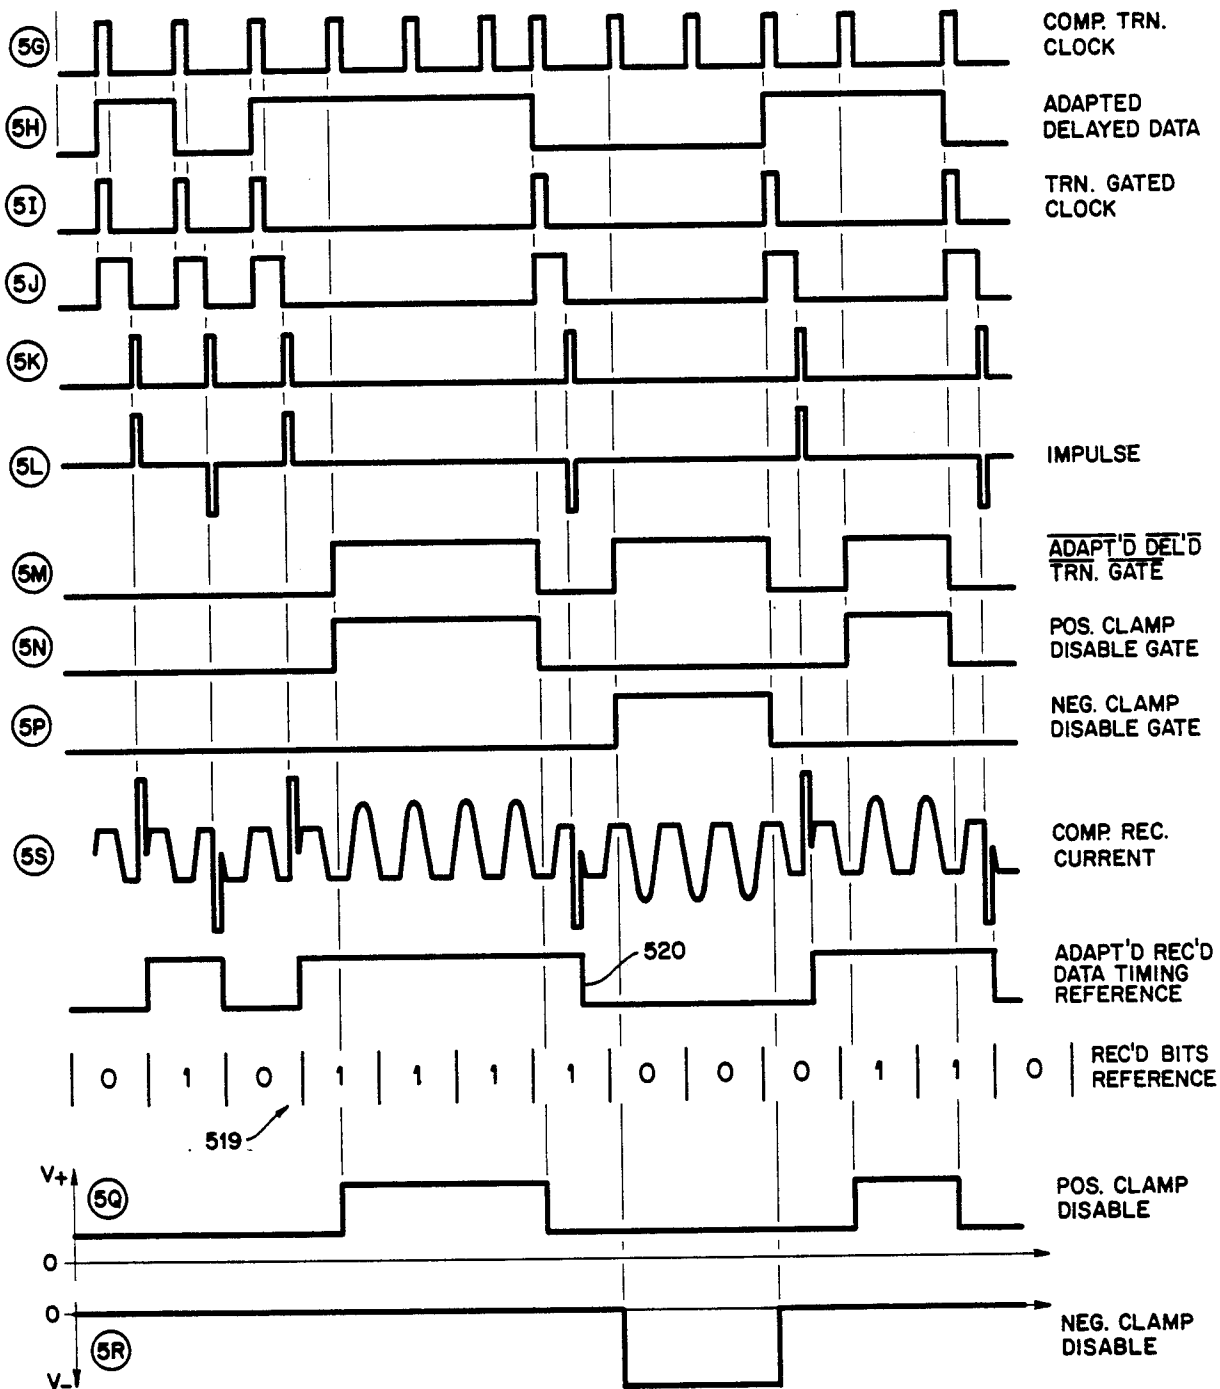 5G
COMP. TRN.
CLOCK
5H
ADAPTED
DELAYED DATA
5I
TRN. GATED
CLOCK
5J
5K
5L
IMPULSE
5M
ADAPT'D DEL'D
TRN. GATE
5N
POS. CLAMP
DISABLE GATE
5P
NEG. CLAMP
DISABLE GATE
5S
COMP. REC.
CURRENT
520
ADAPT'D REC'D
DATA TIMING
REFERENCE
0 1 0 1 1 1 1 0 0 0 1 1 0
REC'D BITS
REFERENCE
519
V+
5Q
POS. CLAMP
DISABLE
0
0
5R
NEG. CLAMP
DISABLE
V-